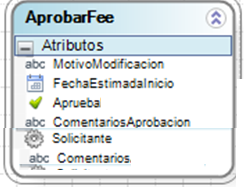 AprobarFee
Atributos
abc MotivoModificacion
FechaEstimadaInicio
Aprueba
abc ComentariosAprobacion
Solicitante
abc Comentarios